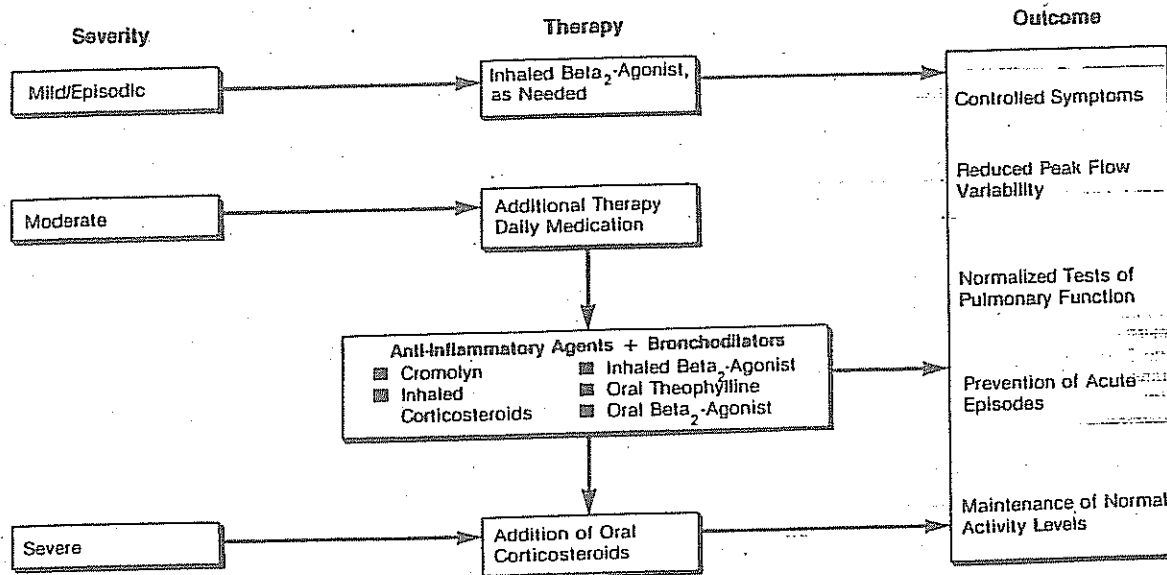 Severity
Therapy
Outcome
Mild/Episodic
Inhaled Beta₂-Agonist,
as Needed
Controlled Symptoms
Reduced Peak Flow
Variability
Moderate
Additional Therapy
Daily Medication
Normalized Tests of
Pulmonary Function
Anti-Inflammatory Agents + Bronchodilators
■ Cromolyn
■ Inhaled
Corticosteroids
■ Inhaled Beta₂-Agonist
■ Oral Theophylline
■ Oral Beta₂-Agonist
Prevention of Acute
Episodes
Severe
Addition of Oral
Corticosteroids
Maintenance of Normal
Activity Levels